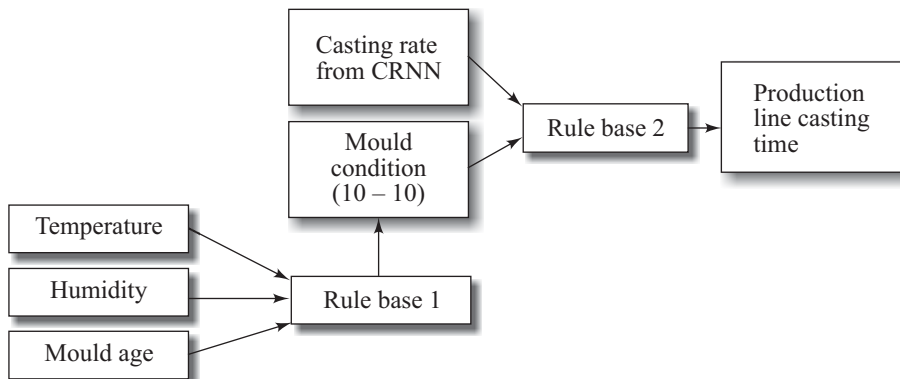 Casting rate
from CRNN
Mould
condition
(10 – 10)
Rule base 2
Production
line casting
time
Temperature
Humidity
Mould age
Rule base 1